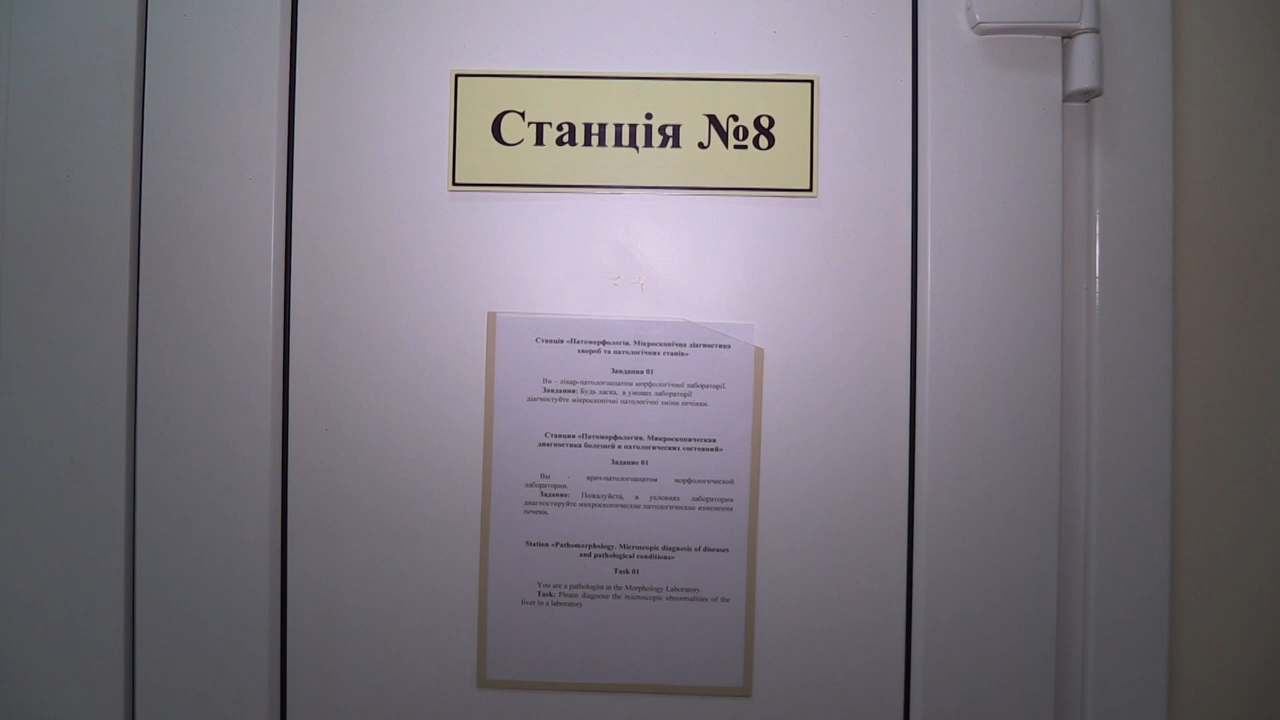 Станція №8
Станція «Патоморфологія. Мікроскопічна діагностика
хвороб та патологічних станів»
Завдання 01
Ви – лікар-патологоанатом морфологічної лабораторії.
Завдання: Будь ласка, в умовах лабораторії
діагностуйте мікроскопічні патологічні зміни печінки.
Станция «Патоморфология. Микроскопическая
диагностика болезней и патологических состояний»
Задание 01
Вы - врач-патологоанатом морфологической
лаборатории.
Задание: Пожалуйста, в условиях лаборатории
диагностируйте микроскопические патологические изменения
печени.
Station «Pathomorphology. Microscopic diagnosis of diseases
and pathological conditions»
Task 01
You are a pathologist at the Morphology Laboratory.
Task: Please diagnose the microscopic abnormalities of the
liver in a laboratory